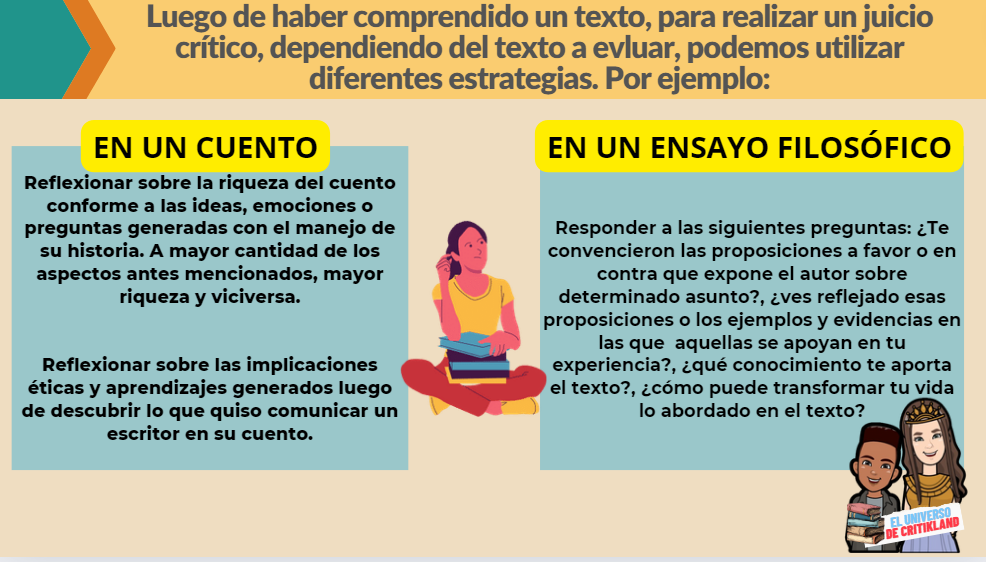 Luego de haber comprendido un texto, para realizar un juicio
crítico, dependiendo del texto a evluar, podemos utilizar
diferentes estrategias. Por ejemplo:
EN UN CUENTO
Reflexionar sobre la riqueza del cuento
conforme a las ideas, emociones o
preguntas generadas con el manejo de
su historia. A mayor cantidad de los
aspectos antes mencionados, mayor
riqueza y viciversa.
Reflexionar sobre las implicaciones
éticas y aprendizajes generados luego
de descubrir lo que quiso comunicar un
escritor en su cuento.
EN UN ENSAYO FILOSÓFICO
Responder a las siguientes preguntas: ¿Te
convencieron las proposiciones a favor o en
contra que expone el autor sobre
determinado asunto?, ¿ves reflejado esas
proposiciones o los ejemplos y evidencias en
las que aquellas se apoyan en tu
experiencia?, ¿qué conocimiento te aporta
el texto?, ¿cómo puede transformar tu vida
lo abordado en el texto?
EL UNIVERSO
DE CRITIKLAND